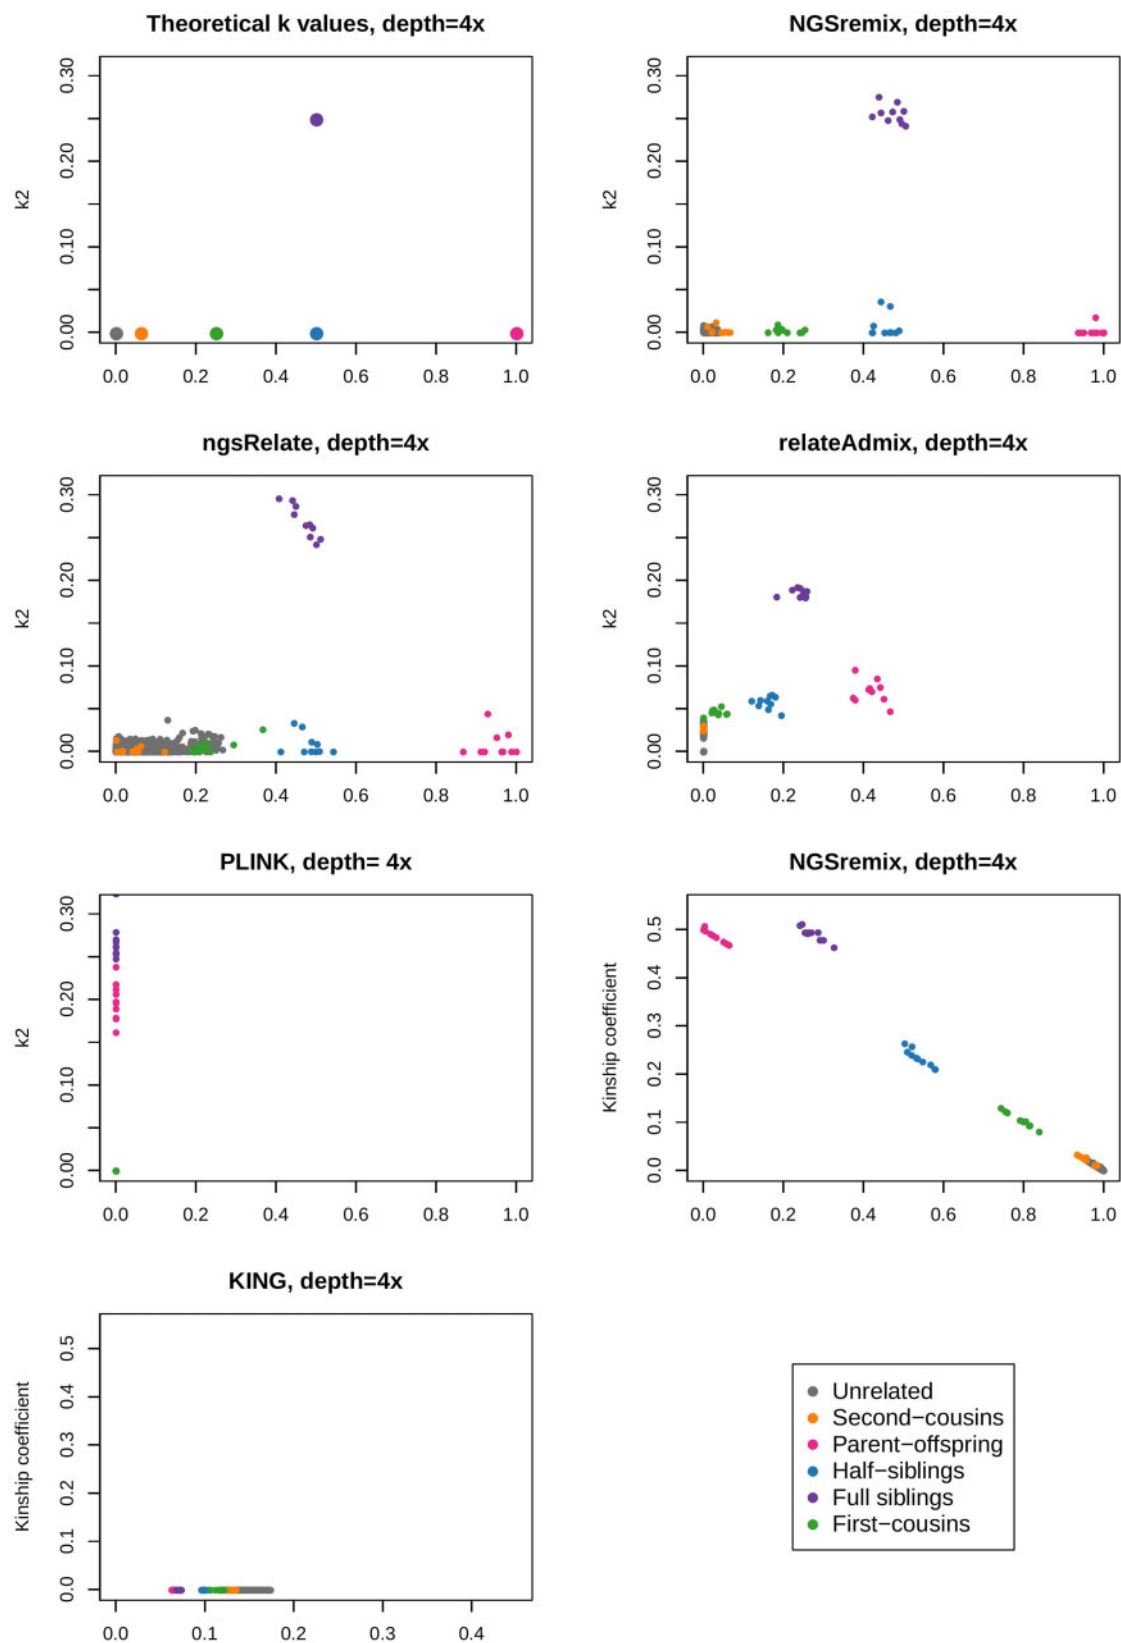 Theoretical k values, depth=4x
k2
0.30
0.20
0.10
0.00
0.0 0.2 0.4 0.6 0.8 1.0
NGSremix, depth=4x
k2
0.30
0.20
0.10
0.00
0.0 0.2 0.4 0.6 0.8 1.0
ngsRelate, depth=4x
k2
0.30
0.20
0.10
0.00
0.0 0.2 0.4 0.6 0.8 1.0
relateAdmix, depth=4x
k2
0.30
0.20
0.10
0.00
0.0 0.2 0.4 0.6 0.8 1.0
PLINK, depth= 4x
k2
0.30
0.20
0.10
0.00
0.0 0.2 0.4 0.6 0.8 1.0
NGSremix, depth=4x
Kinship coefficient
0.5
0.4
0.3
0.2
0.1
0.0
0.0 0.2 0.4 0.6 0.8 1.0
KING, depth=4x
Kinship coefficient
0.5
0.4
0.3
0.2
0.1
0.0
0.0 0.1 0.2 0.3 0.4
Unrelated
Second−cousins
Parent−offspring
Half−siblings
Full siblings
First−cousins